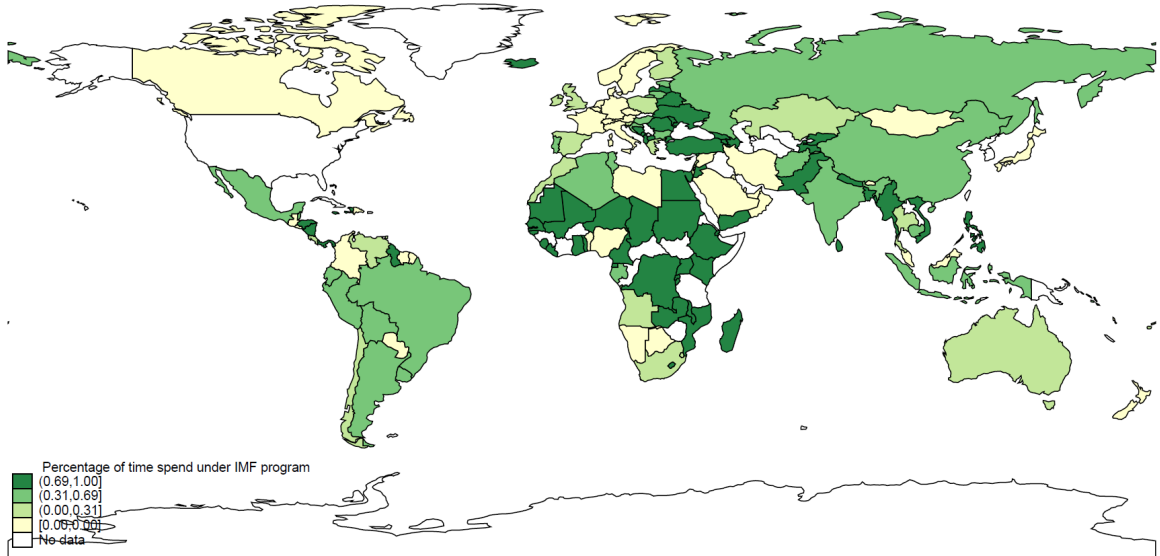 Percentage of time spend under IMF program
(0.69,1.00]
(0.31,0.69]
(0.00,0.31]
[0.00,0.00]
No data